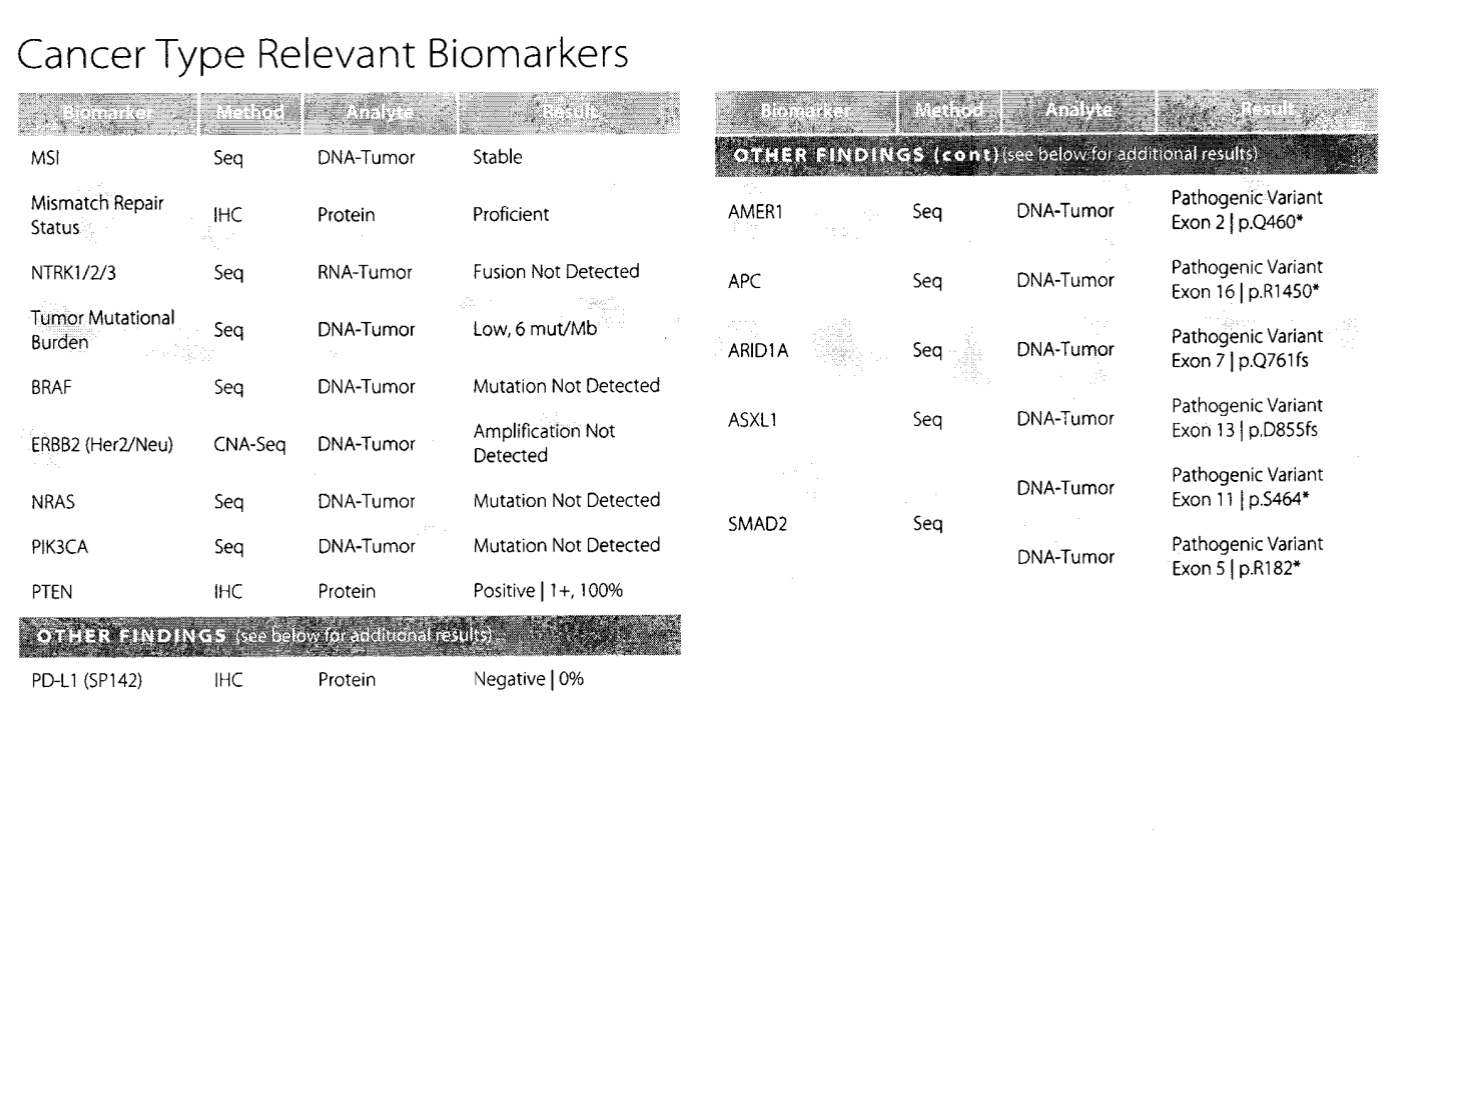 Cancer Type Relevant Biomarkers
Biomarker Method Analyte Result
MSI Seq DNA-Tumor Stable
Mismatch Repair
Status IHC Protein Proficient
NTRK1/2/3 Seq RNA-Tumor Fusion Not Detected
Tumor Mutational
Burden Seq DNA-Tumor Low, 6 mut/Mb
BRAF Seq DNA-Tumor Mutation Not Detected
ERBB2 (Her2/Neu) CNA-Seq DNA-Tumor Amplification Not
Detected
NRAS Seq DNA-Tumor Mutation Not Detected
PIK3CA Seq DNA-Tumor Mutation Not Detected
PTEN IHC Protein Positive | 1+, 100%
OTHER FINDINGS (see below for additional results)
PD-L1 (SP142) IHC Protein Negative | 0%
Biomarker Method Analyte Result
OTHER FINDINGS (cont) (see below for additional results)
AMER1 Seq DNA-Tumor Pathogenic Variant
Exon 2 | p.Q460*
APC Seq DNA-Tumor Pathogenic Variant
Exon 16 | p.R1450*
ARID1A Seq DNA-Tumor Pathogenic Variant
Exon 7 | p.Q761fs
ASXL1 Seq DNA-Tumor Pathogenic Variant
Exon 13 | p.D855fs
DNA-Tumor Pathogenic Variant
Exon 11 | p.S464*
SMAD2 Seq
DNA-Tumor Pathogenic Variant
Exon 5 | p.R182*